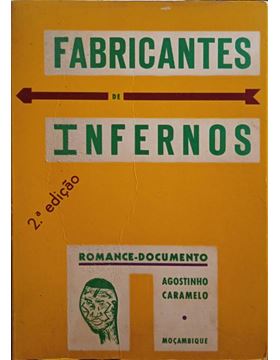 FABRICANTES
DE
INFERNOS
2.ª edição
ROMANCE-DOCUMENTO
AGOSTINHO
CARAMELO
MOÇAMBIQUE